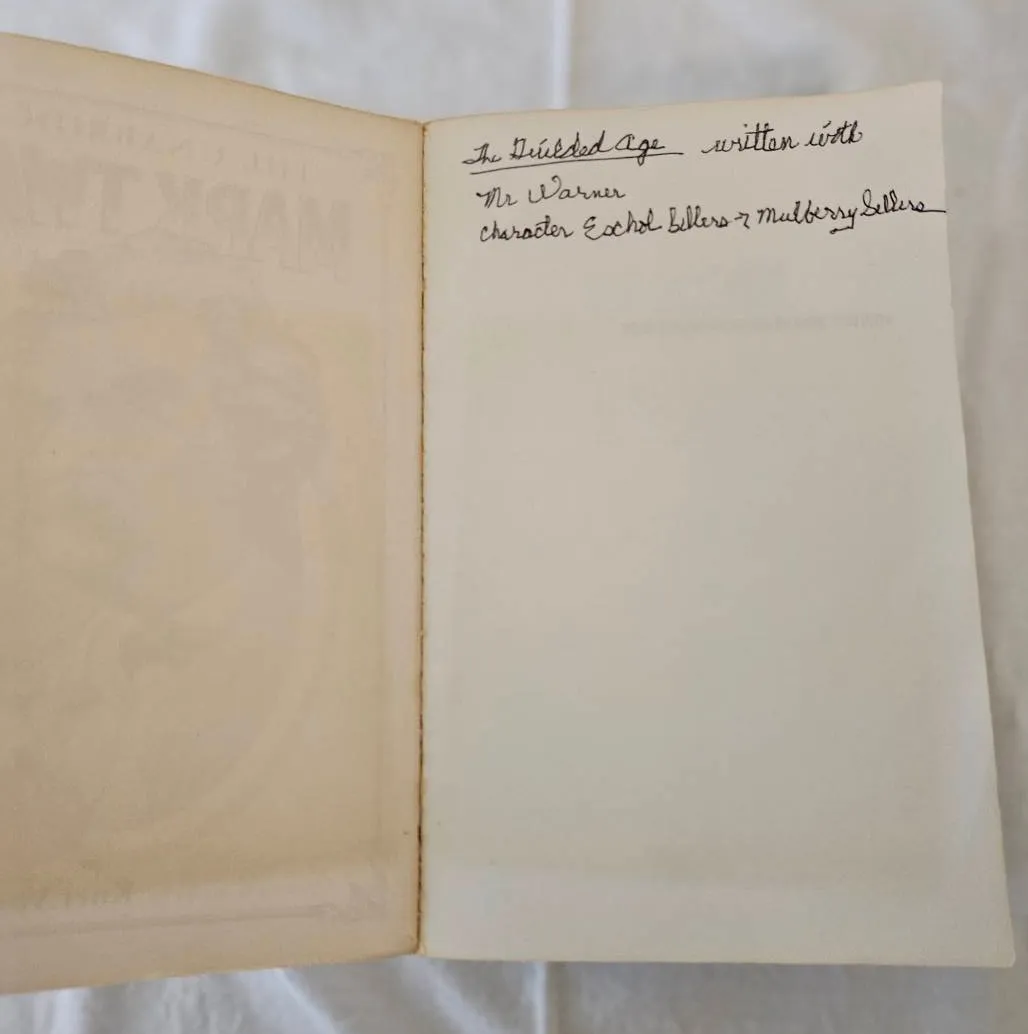 The Guilded Age written with
Mr Warner
character Eschol Sellers & Mulberry Sellers